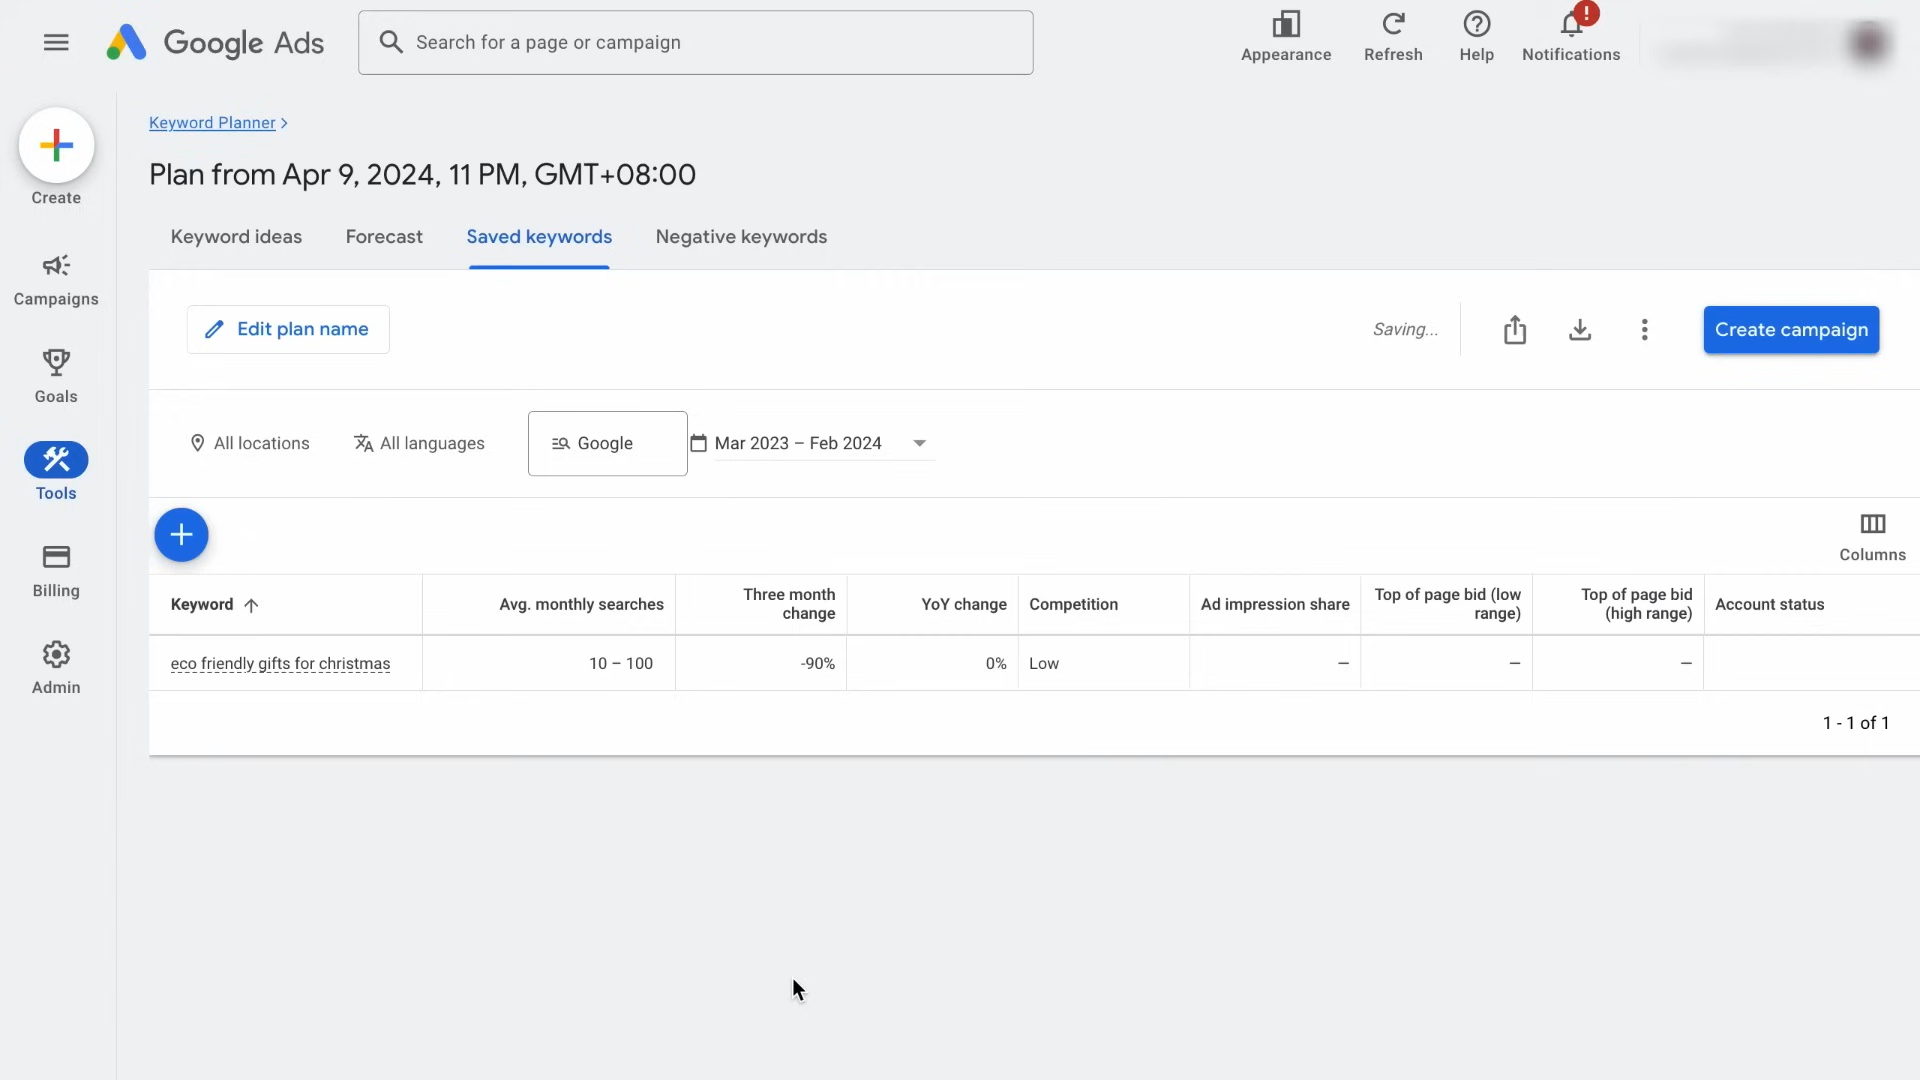 Google Ads
Search for a page or campaign
Appearance
Refresh
Help
!
Notifications
Create
Campaigns
Goals
Tools
Billing
Admin
Keyword Planner >
Plan from Apr 9, 2024, 11 PM, GMT+08:00
Keyword ideas
Forecast
Saved keywords
Negative keywords
Edit plan name
Saving...
Create campaign
All locations
All languages
Google
Mar 2023 – Feb 2024
Columns
Keyword
Avg. monthly searches
Three month
change
YoY change
Competition
Ad impression share
Top of page bid (low
range)
Top of page bid
(high range)
Account status
eco friendly gifts for christmas
10 – 100
-90%
0%
Low
–
–
–
1 - 1 of 1